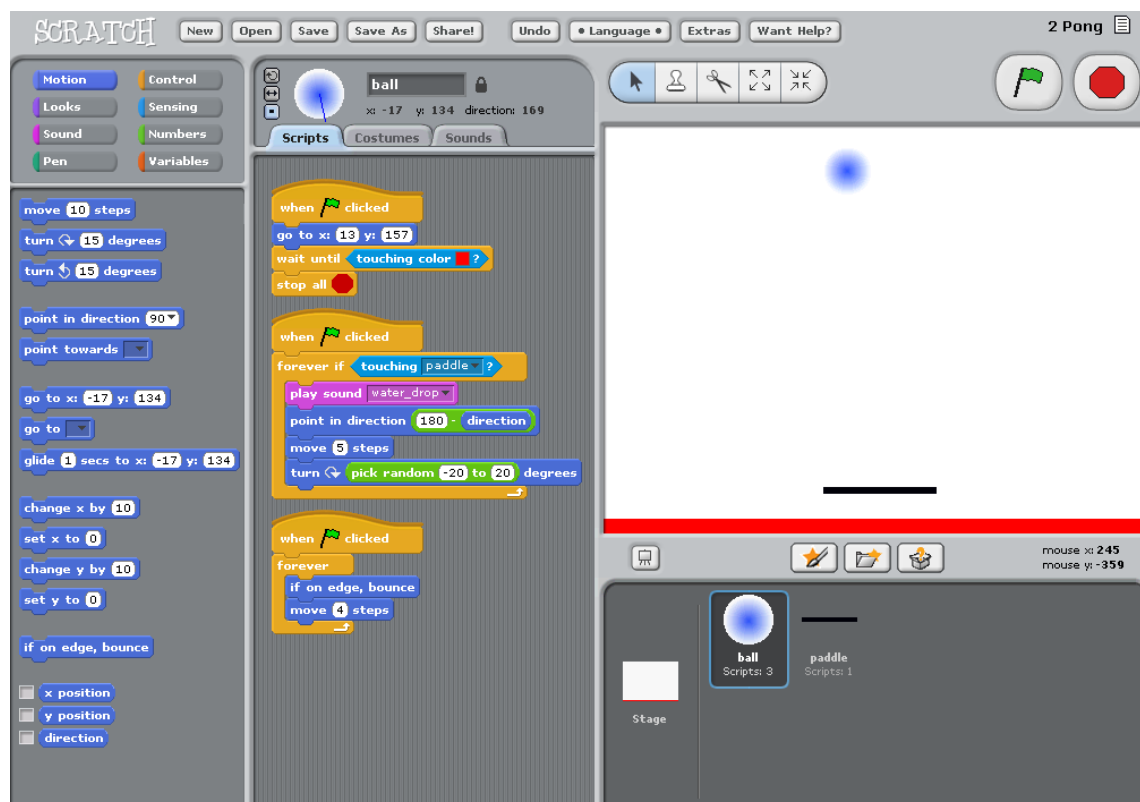 SCRATCH New Open Save Save As Share! Undo • Language • Extras Want Help? 2 Pong
Motion Control
Looks Sensing
Sound Numbers
Pen Variables
move 10 steps
turn 15 degrees
turn 15 degrees
point in direction 90
point towards
go to x: -17 y: 134
go to
glide 1 secs to x: -17 y: 134
change x by 10
set x to 0
change y by 10
set y to 0
if on edge, bounce
x position
y position
direction
ball
x: -17 y: 134 direction: 169
Scripts Costumes Sounds
when clicked
go to x: 13 y: 157
wait until touching color ?
stop all
when clicked
forever if touching paddle ?
play sound water_drop
point in direction 180 - direction
move 5 steps
turn pick random -20 to 20 degrees
when clicked
forever
if on edge, bounce
move 4 steps
mouse x: 245
mouse y: -359
Stage
ball
Scripts: 3
paddle
Scripts: 1